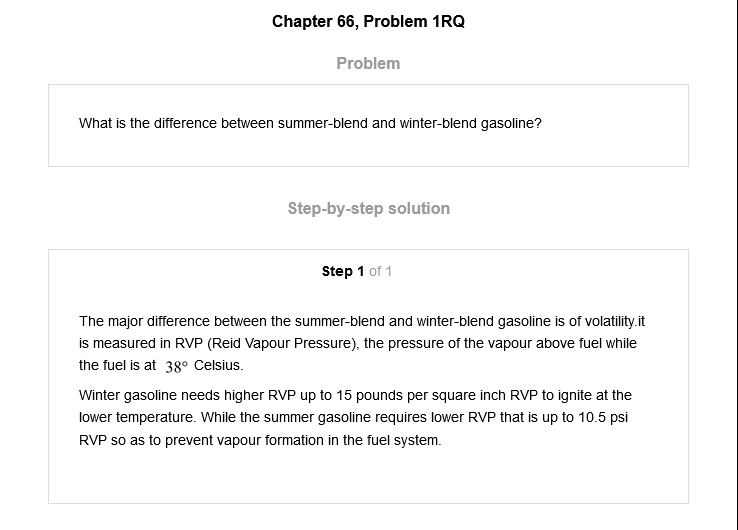 Chapter 66, Problem 1RQ
Problem
What is the difference between summer-blend and winter-blend gasoline?
Step-by-step solution
Step 1 of 1
The major difference between the summer-blend and winter-blend gasoline is of volatility.it
is measured in RVP (Reid Vapour Pressure), the pressure of the vapour above fuel while
the fuel is at 38° Celsius.
Winter gasoline needs higher RVP up to 15 pounds per square inch RVP to ignite at the
lower temperature. While the summer gasoline requires lower RVP that is up to 10.5 psi
RVP so as to prevent vapour formation in the fuel system.